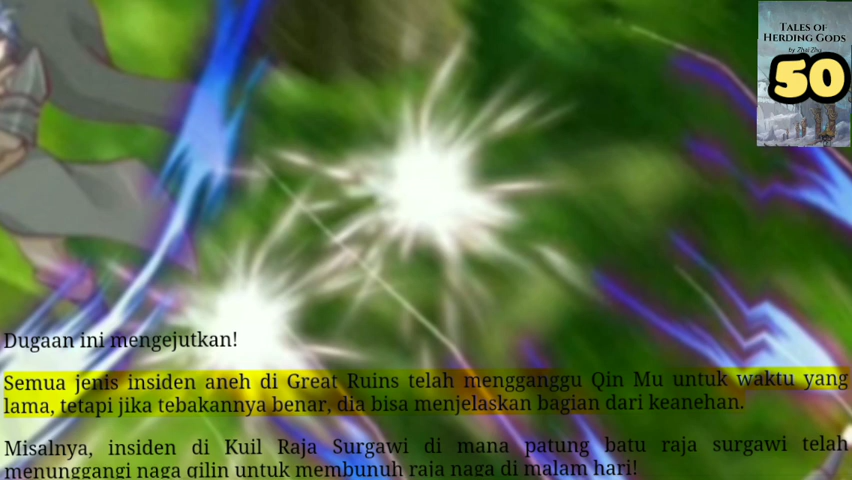 TALES OF
HERDING GODS
by Zhai Zhu
50
Dugaan ini mengejutkan!
Semua jenis insiden aneh di Great Ruins telah mengganggu Qin Mu untuk waktu yang
lama, tetapi jika tebakannya benar, dia bisa menjelaskan bagian dari keanehan.
Misalnya, insiden di Kuil Raja Surgawi di mana patung batu raja surgawi telah
menunggangi naga qilin untuk membunuh raja naga di malam hari!